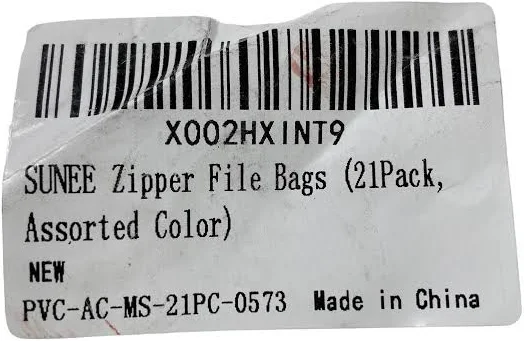 X002HXINT9
SUNEE Zipper File Bags (21Pack,
Assorted Color)
NEW
PVC-AC-MS-21PC-0573 Made in China